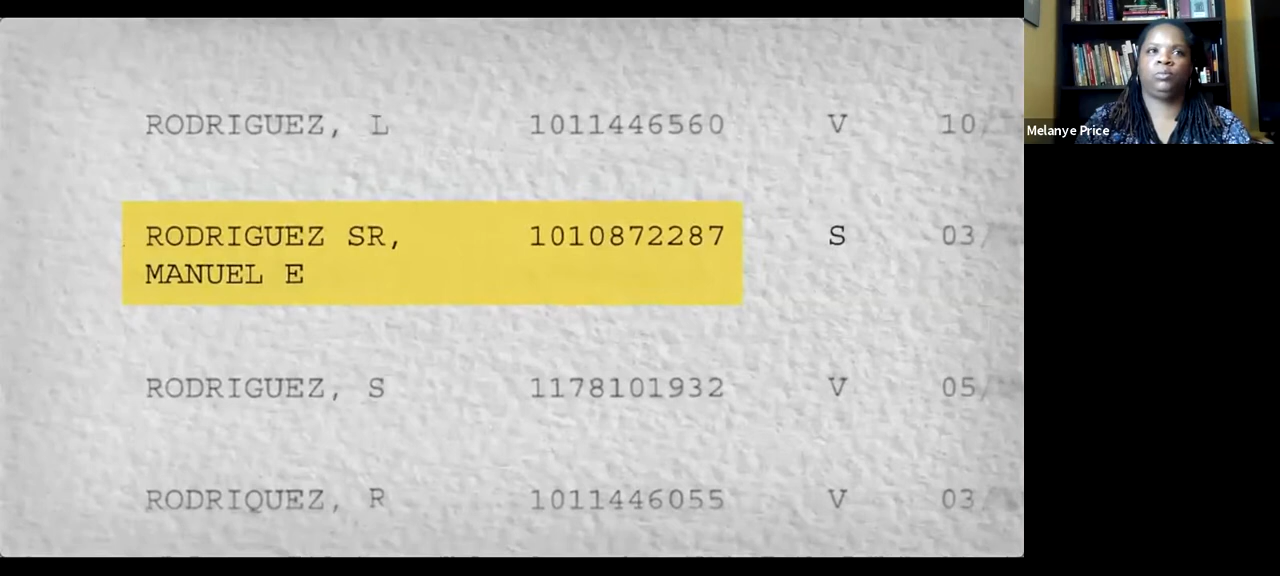 RODRIGUEZ, L 1011446560 V 10/
RODRIGUEZ SR, 1010872287 S 03/
MANUEL E
RODRIGUEZ, S 1178101932 V 05/
RODRIQUEZ, R 1011446055 V 03
Melanye Price